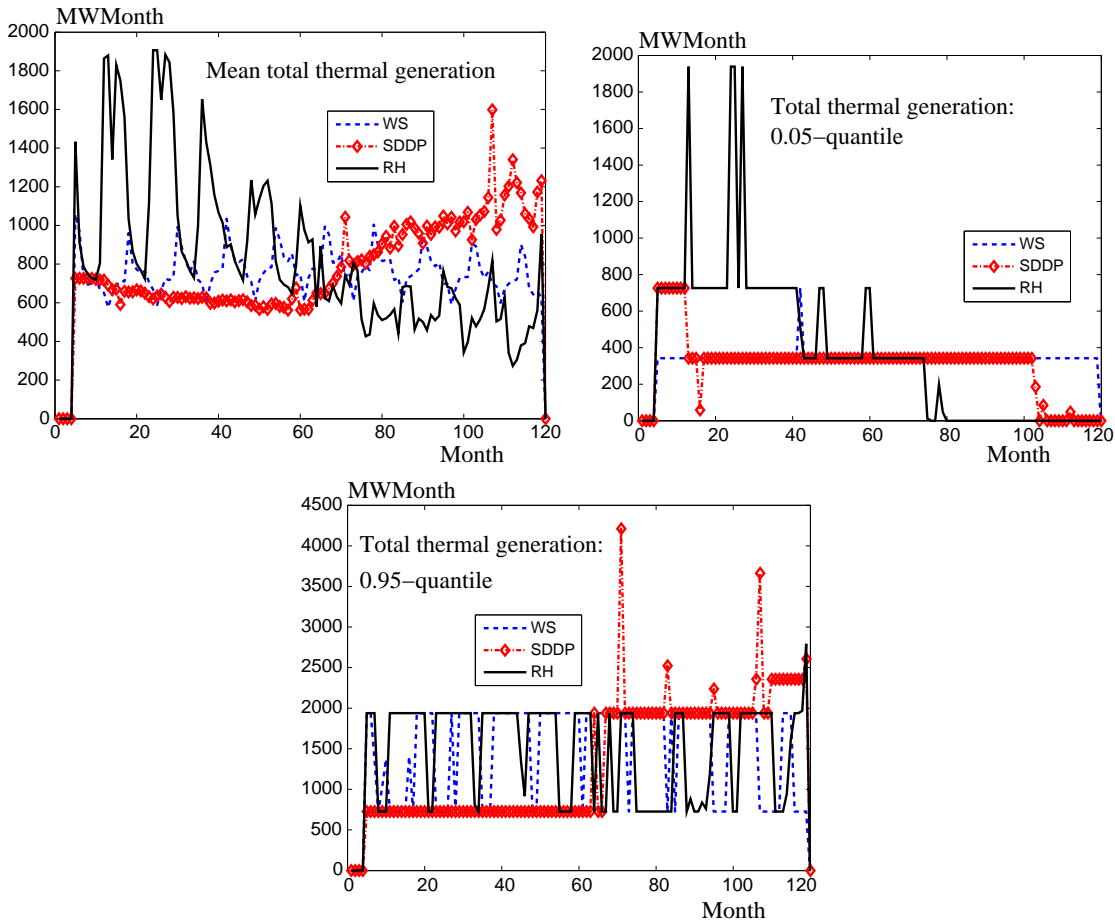 MWMonth
2000
1800
1600
1400
1200
1000
800
600
400
200
0
0 20 40 60 80 100 120
Month
Mean total thermal generation
WS
SDDP
RH
MWMonth
2000
1800
1600
1400
1200
1000
800
600
400
200
0
0 20 40 60 80 100 120
Month
Total thermal generation:
0.05−quantile
WS
SDDP
RH
MWMonth
4500
4000
3500
3000
2500
2000
1500
1000
500
0
0 20 40 60 80 100 120
Month
Total thermal generation:
0.95−quantile
WS
SDDP
RH